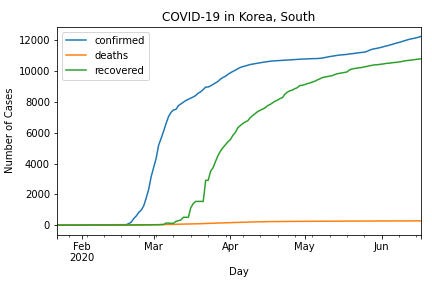 COVID-19 in Korea, South
confirmed
deaths
recovered
Number of Cases
12000
10000
8000
6000
4000
2000
0
Feb
2020
Mar
Apr
May
Jun
Day